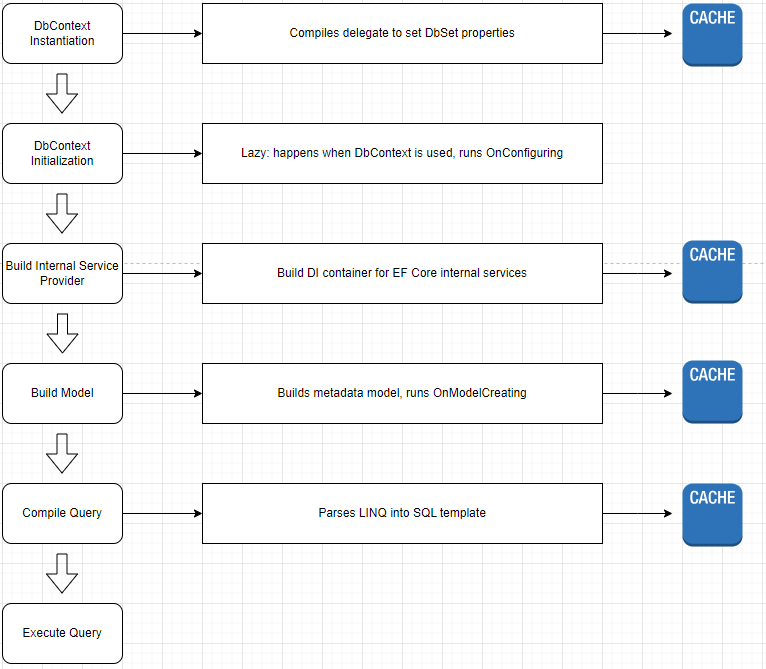 DbContext
Instantiation
Compiles delegate to set DbSet properties
CACHE
DbContext
Initialization
Lazy: happens when DbContext is used, runs OnConfiguring
Build Internal Service
Provider
Build DI container for EF Core internal services
CACHE
Build Model
Builds metadata model, runs OnModelCreating
CACHE
Compile Query
Parses LINQ into SQL template
CACHE
Execute Query